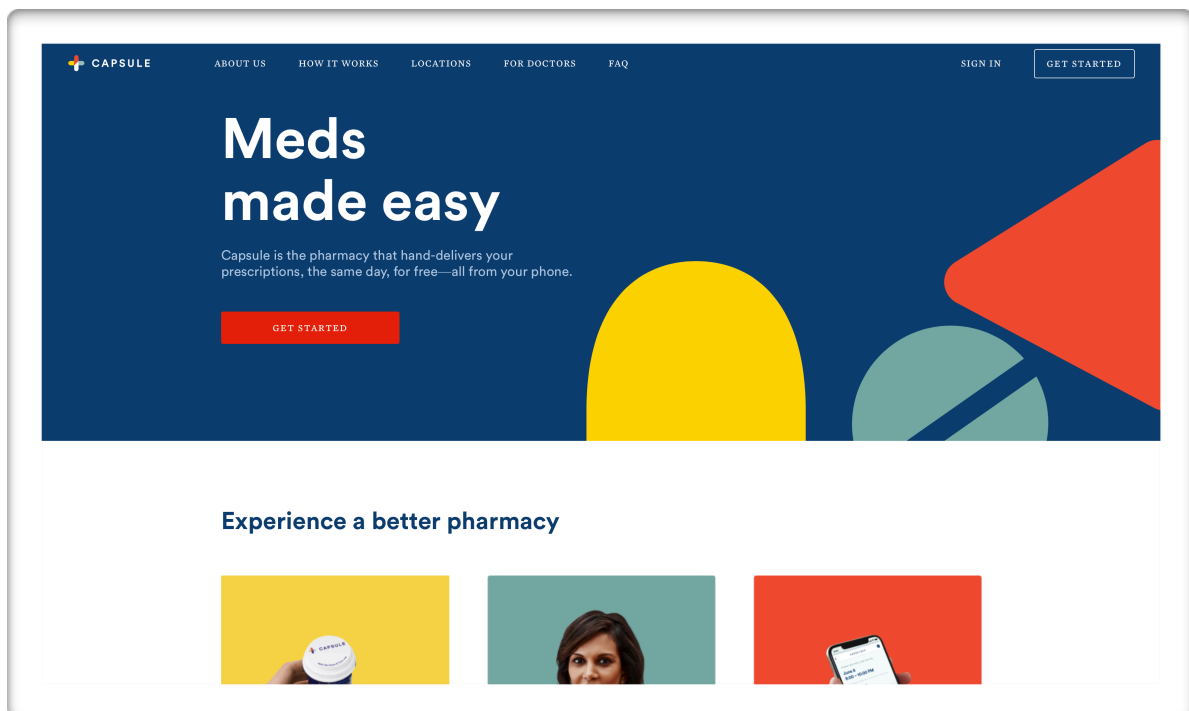 CAPSULE
ABOUT US
HOW IT WORKS
LOCATIONS
FOR DOCTORS
FAQ
SIGN IN
GET STARTED
Meds
made easy
Capsule is the pharmacy that hand-delivers your
prescriptions, the same day, for free—all from your phone.
GET STARTED
Experience a better pharmacy
CAPSULE
June 6